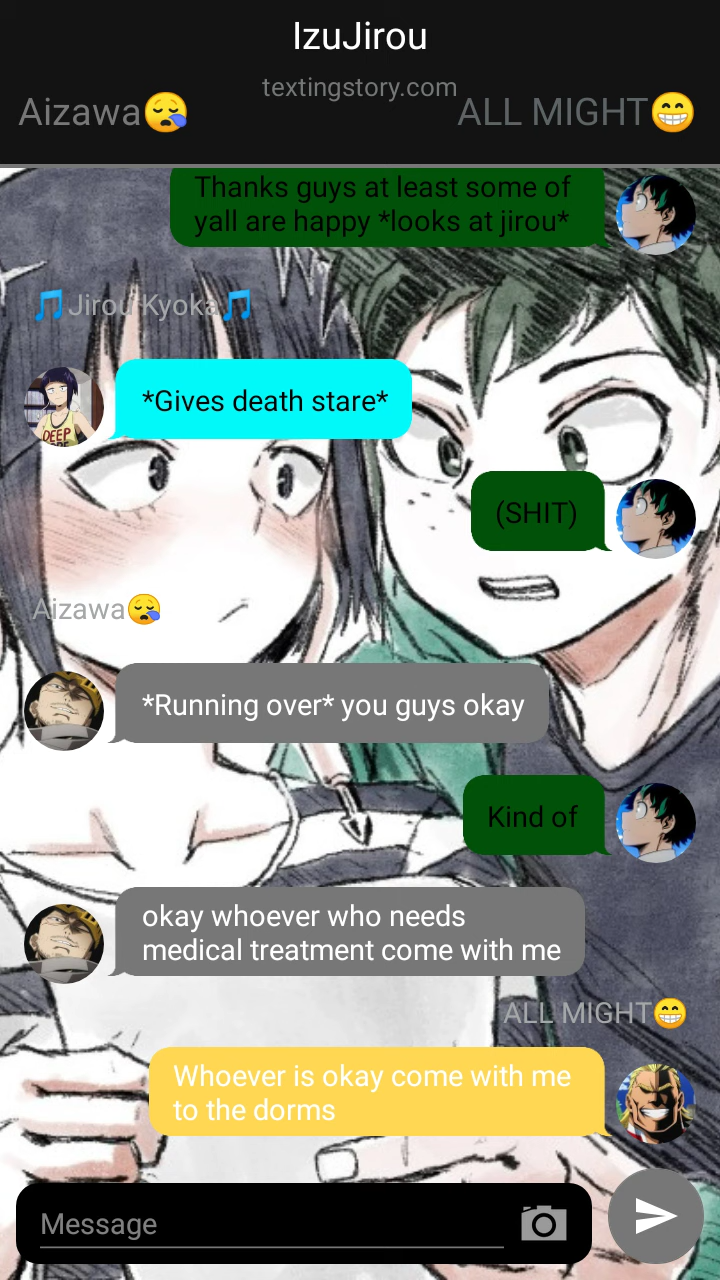 IzuJirou
textingstory.com
Aizawa😪 ALL MIGHT😁
Thanks guys at least some of
yall are happy *looks at jirou*
🎵Jirou Kyoka🎵
*Gives death stare*
DEEP
(SHIT)
Aizawa😪
*Running over* you guys okay
Kind of
okay whoever who needs
medical treatment come with me
ALL MIGHT😁
Whoever is okay come with me
to the dorms
Message